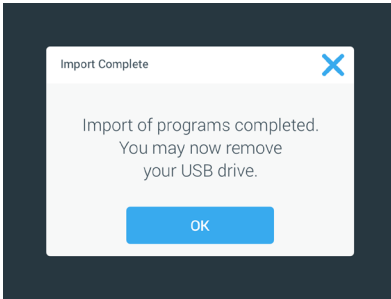 Import Complete
Import of programs completed.
You may now remove
your USB drive.
OK